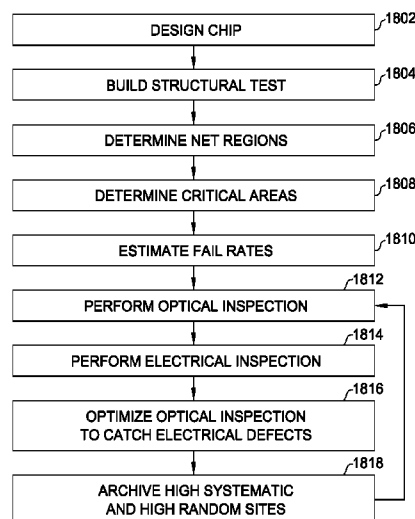 1802
DESIGN CHIP
1804
BUILD STRUCTURAL TEST
1806
DETERMINE NET REGIONS
1808
DETERMINE CRITICAL AREAS
1810
ESTIMATE FAIL RATES
1812
PERFORM OPTICAL INSPECTION
1814
PERFORM ELECTRICAL INSPECTION
1816
OPTIMIZE OPTICAL INSPECTION
TO CATCH ELECTRICAL DEFECTS
1818
ARCHIVE HIGH SYSTEMATIC
AND HIGH RANDOM SITES